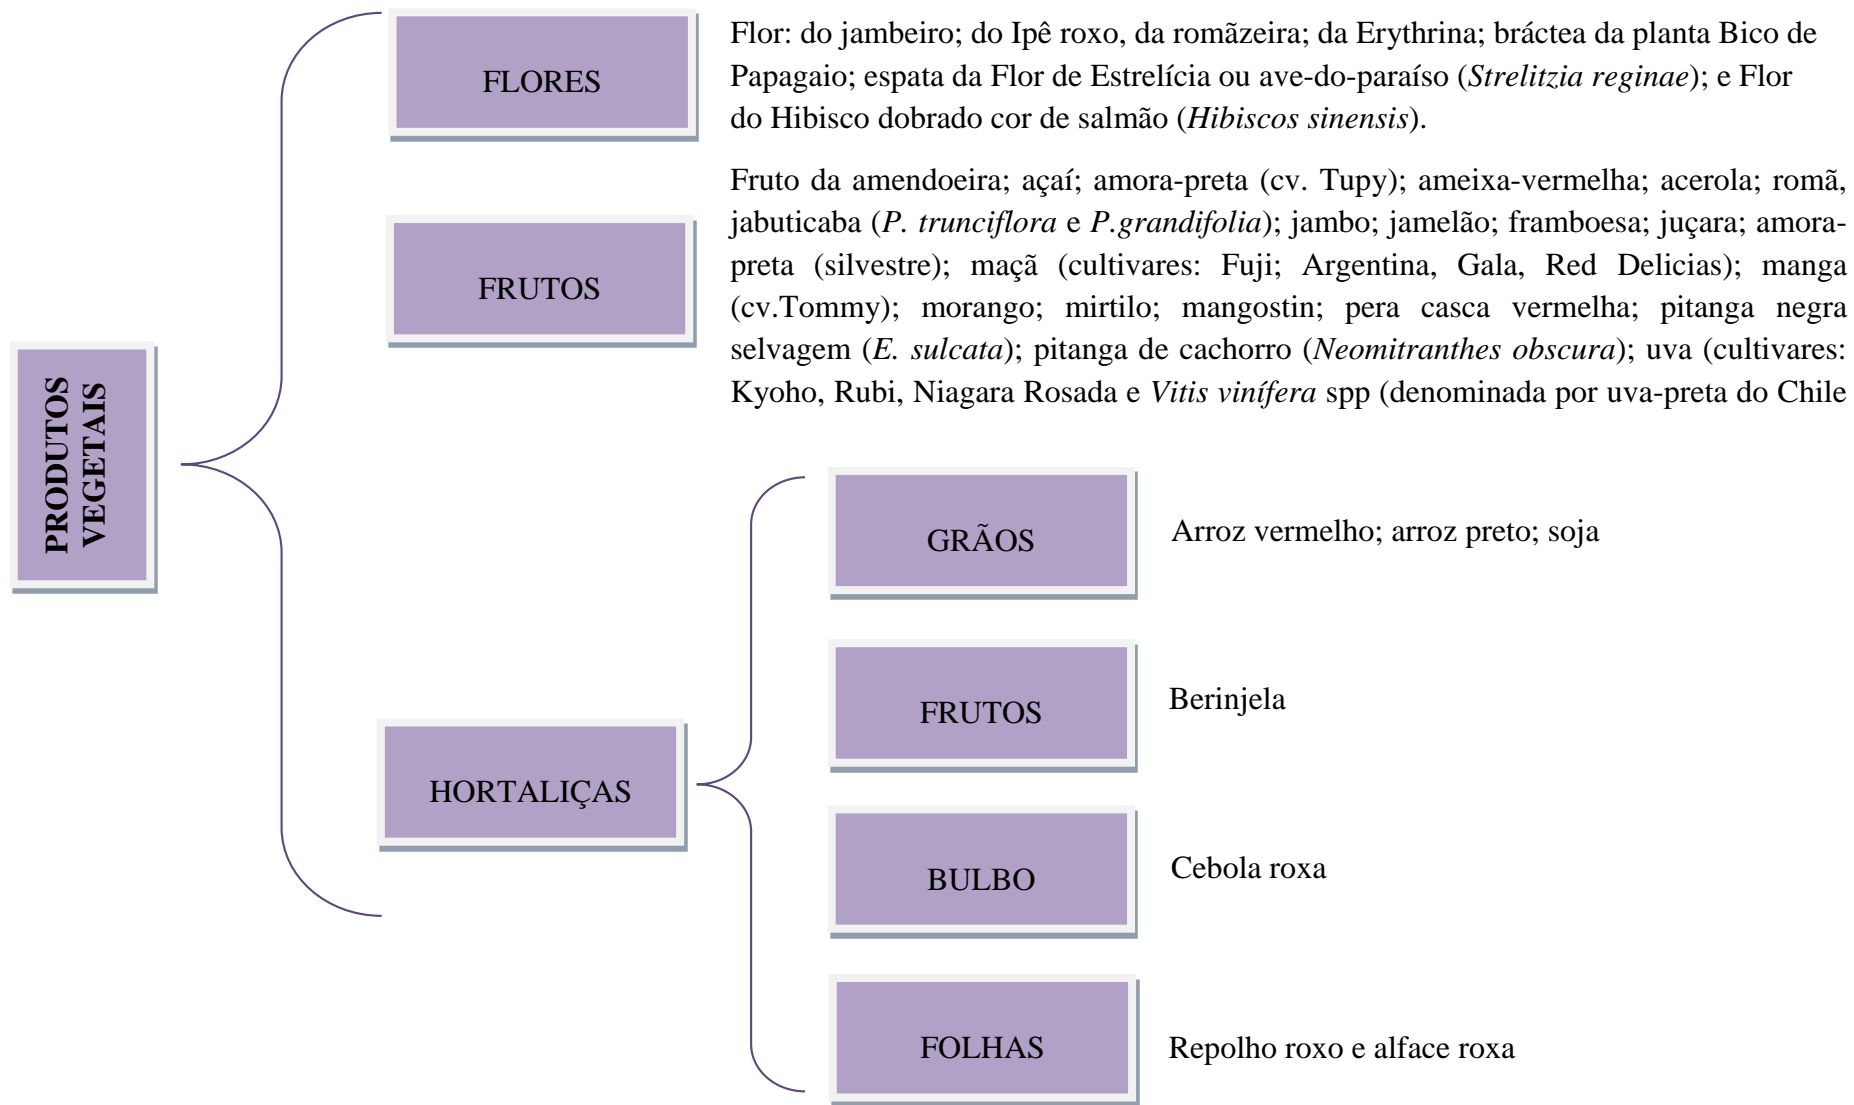 FLORES
Flor: do jambeiro; do Ipê roxo, da romãzeira; da Erythrina; bráctea da planta Bico de
Papagaio; espata da Flor de Estrelícia ou ave-do-paraíso (Strelitzia reginae); e Flor
do Hibisco dobrado cor de salmão (Hibiscos sinensis).
FRUTOS
Fruto da amendoeira; açaí; amora-preta (cv. Tupy); ameixa-vermelha; acerola; romã,
jabuticaba (P. trunciflora e P.grandifolia); jambo; jamelão; framboesa; juçara; amora-
preta (silvestre); maçã (cultivares: Fuji; Argentina, Gala, Red Delicias); manga
(cv.Tommy); morango; mirtilo; mangostin; pera casca vermelha; pitanga negra
selvagem (E. sulcata); pitanga de cachorro (Neomitranthes obscura); uva (cultivares:
Kyoho, Rubi, Niagara Rosada e Vitis vinífera spp (denominada por uva-preta do Chile
PRODUTOS
VEGETAIS
HORTALIÇAS
GRÃOS
Arroz vermelho; arroz preto; soja
FRUTOS
Berinjela
BULBO
Cebola roxa
FOLHAS
Repolho roxo e alface roxa